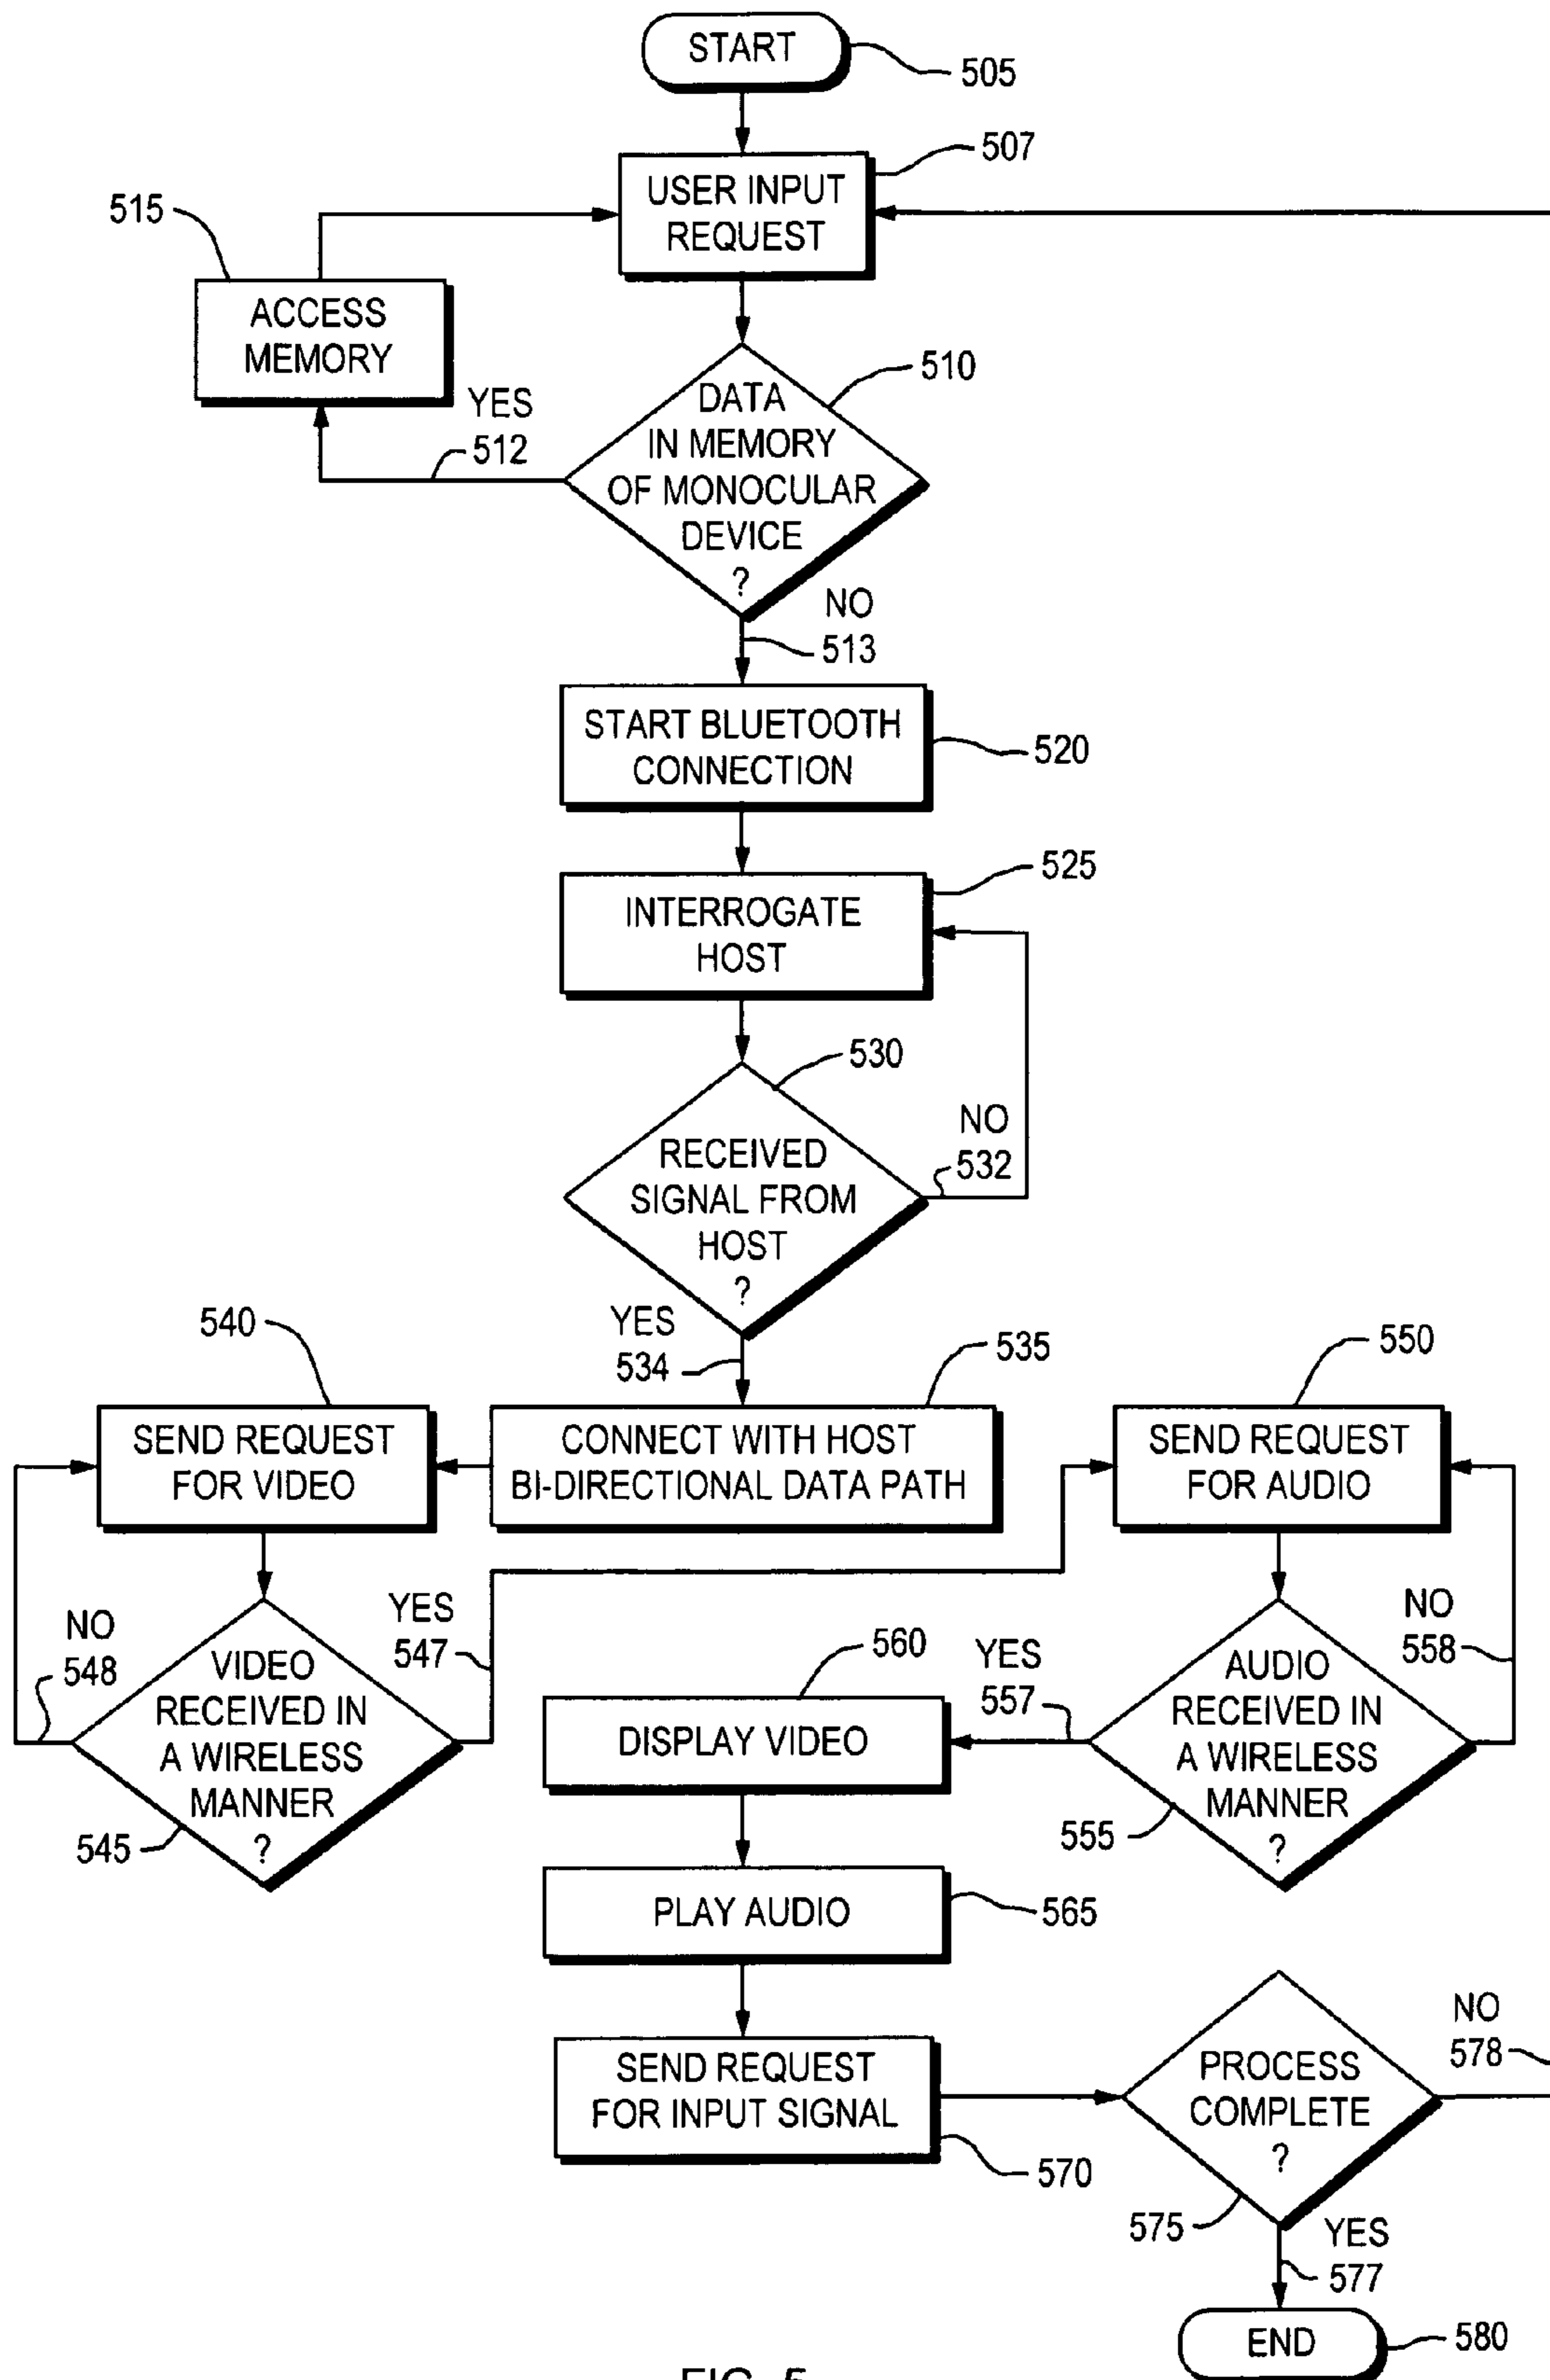 START
505
507
USER INPUT
REQUEST
515
ACCESS
MEMORY
510
DATA
IN MEMORY
OF MONOCULAR
DEVICE
?
YES
512
NO
513
START BLUETOOTH
CONNECTION
520
525
INTERROGATE
HOST
530
RECEIVED
SIGNAL FROM
HOST
?
NO
532
YES
534
535
CONNECT WITH HOST
BI-DIRECTIONAL DATA PATH
540
SEND REQUEST
FOR VIDEO
550
SEND REQUEST
FOR AUDIO
NO
548
VIDEO
RECEIVED IN
A WIRELESS
MANNER
?
545
YES
547
AUDIO
RECEIVED IN
A WIRELESS
MANNER
?
555
NO
558
YES
557
560
DISPLAY VIDEO
PLAY AUDIO
565
SEND REQUEST
FOR INPUT SIGNAL
570
PROCESS
COMPLETE
?
575
NO
578
YES
577
END
580
FIG. 5